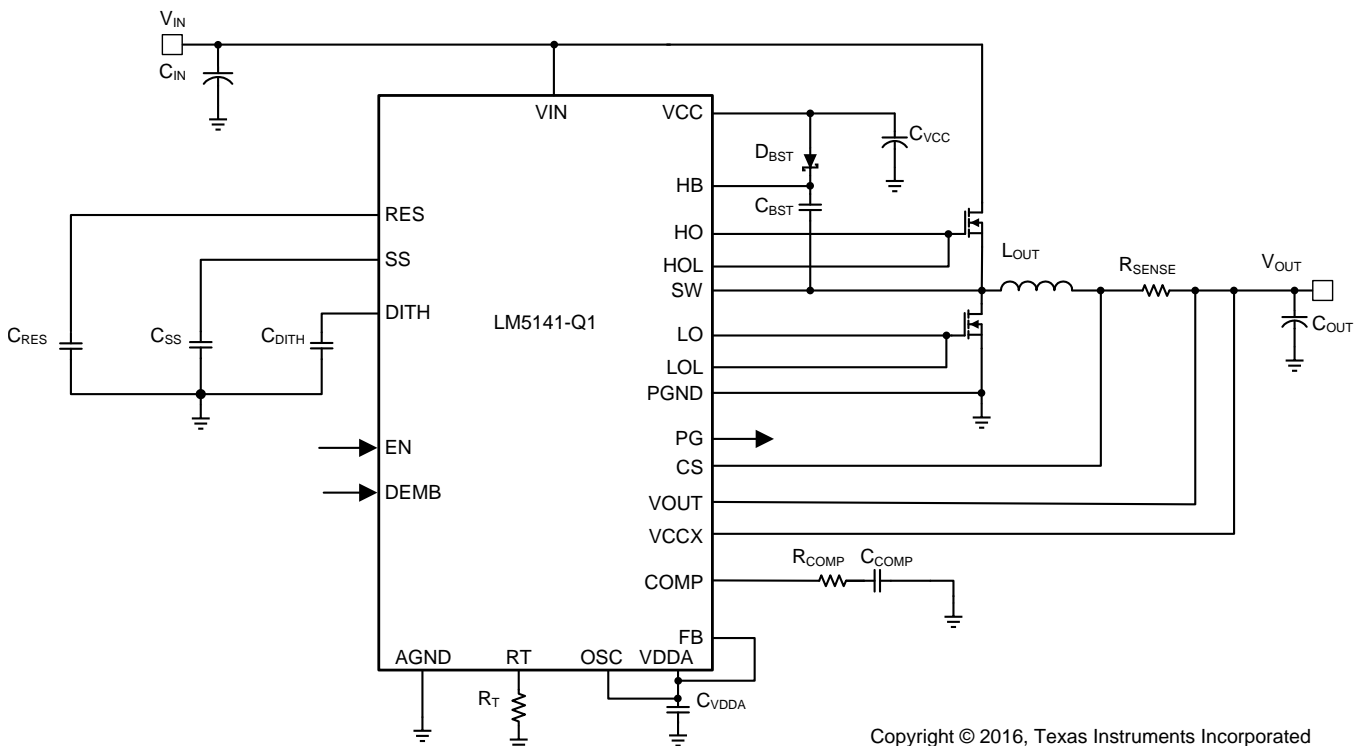 VIN
CIN
VIN
VCC
CVCC
DBST
HB
CBST
RES
HO
LOUT
HOL
RSENSE
VOUT
SS
SW
DITH
LM5141-Q1
CRES
CSS
CDITH
LO
COUT
LOL
PGND
PG
EN
CS
DEMB
VOUT
VCCX
RCOMP
CCOMP
COMP
FB
AGND
RT
OSC
VDDA
RT
CVDDA
Copyright © 2016, Texas Instruments Incorporated